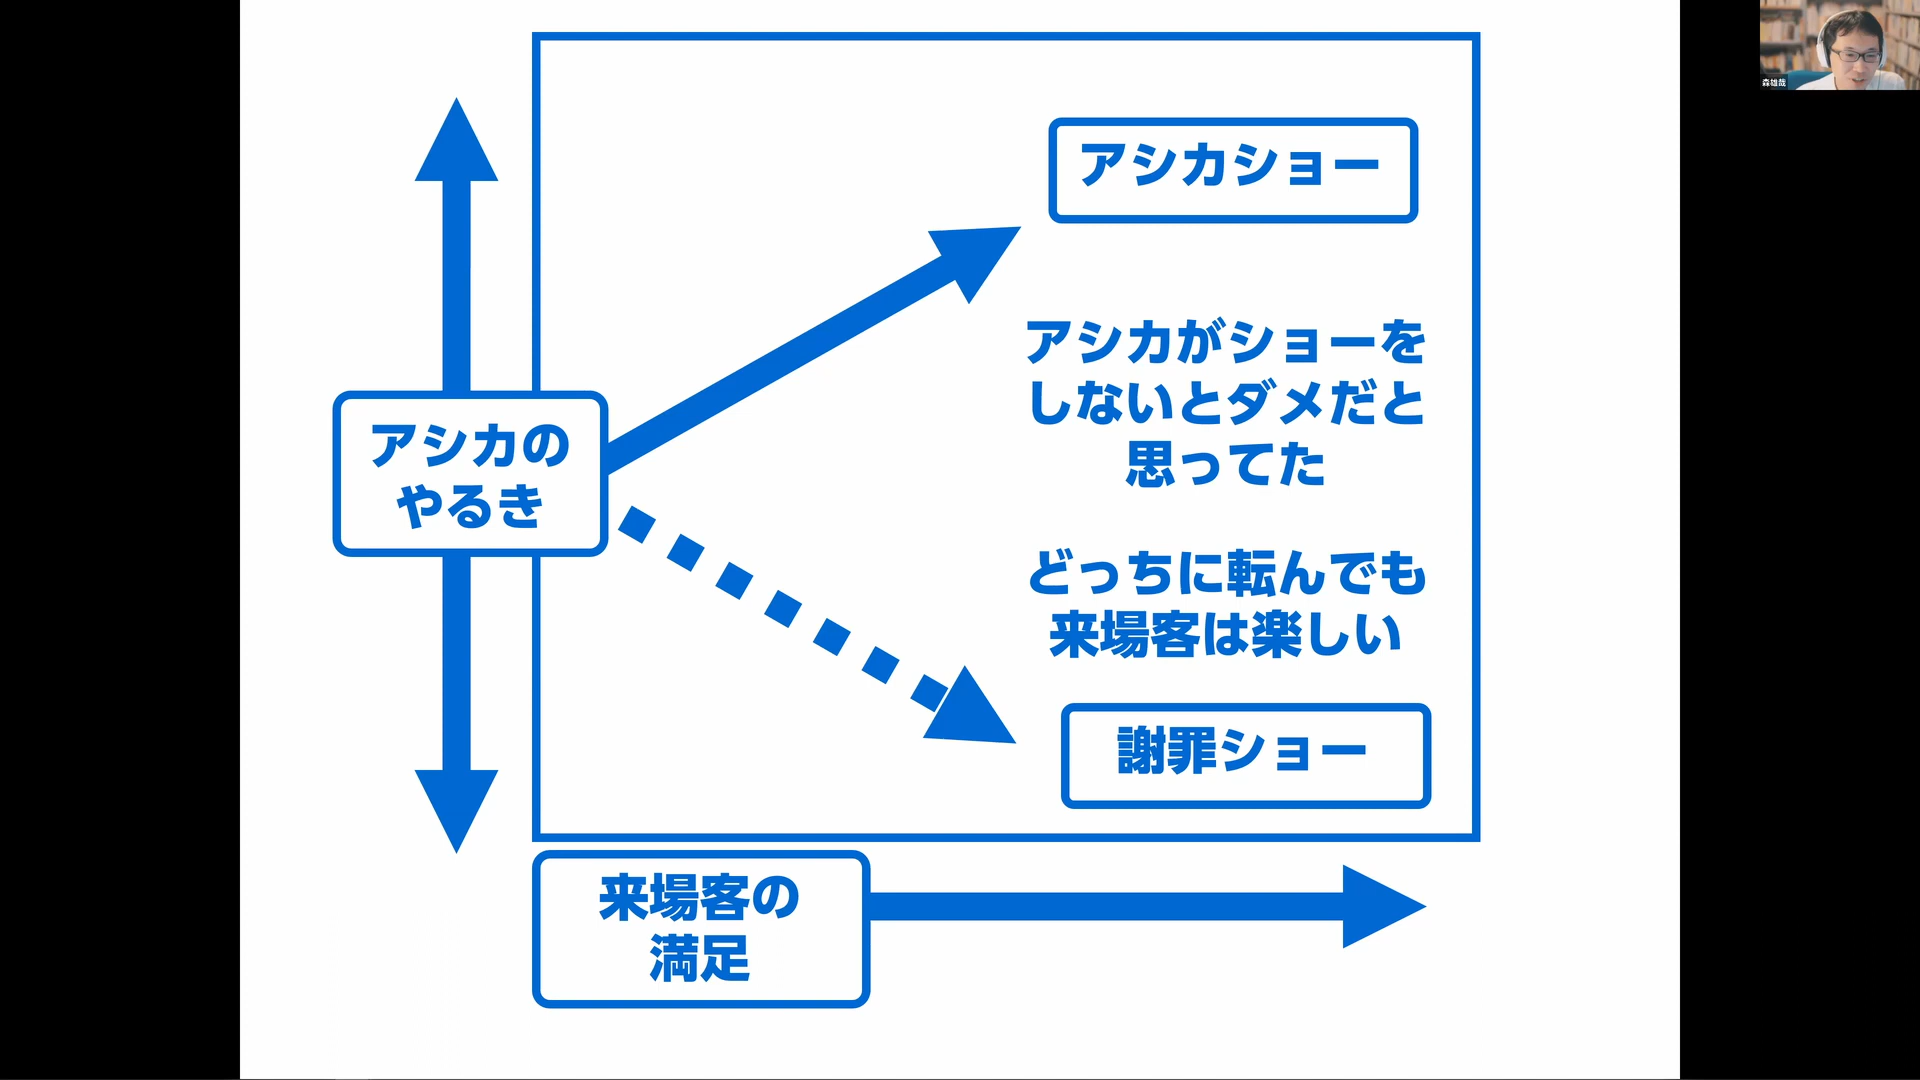 アシカショー
アシカがショーを
しないとダメだと
思ってた
アシカの
やるき
どっちに転んでも
来場客は楽しい
謝罪ショー
来場客の
満足
森雄哉